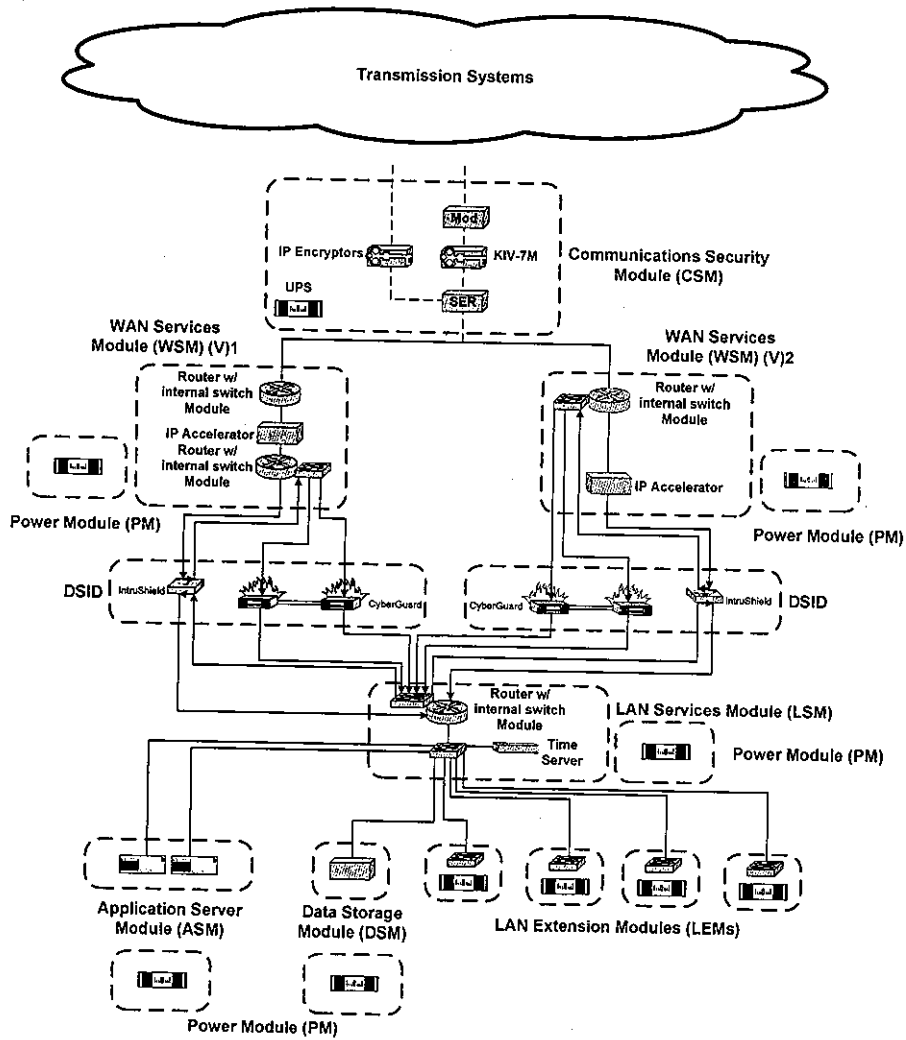 Transmission Systems
Mod
IP Encryptors
KIV-7M
Communications Security
Module (CSM)
UPS
SER
WAN Services
Module (WSM) (V)1
WAN Services
Module (WSM) (V)2
Router w/
internal switch
Module
IP Accelerator
Router w/
internal switch
Module
Router w/
internal switch
Module
IP Accelerator
Power Module (PM)
Power Module (PM)
DSID
IntruShield
CyberGuard
CyberGuard
IntruShield
DSID
Router w/
internal switch
Module
LAN Services Module (LSM)
Time
Server
Power Module (PM)
Application Server
Module (ASM)
Data Storage
Module (DSM)
LAN Extension Modules (LEMs)
Power Module (PM)